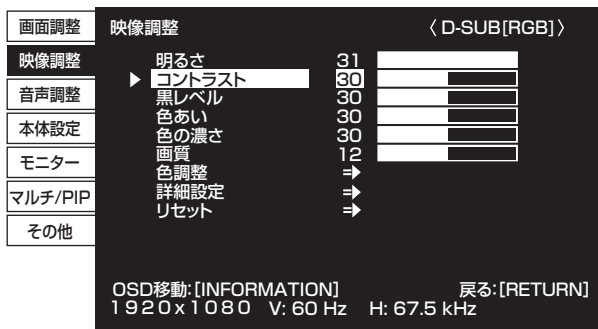 画面調整
映像調整
音声調整
本体設定
モニター
マルチ/PIP
その他
映像調整 〈 D-SUB[RGB]〉
明るさ 31
コントラスト 30
黒レベル 30
色あい 30
色の濃さ 30
画質 12
色調整
詳細設定
リセット
OSD移動:[INFORMATION] 戻る:[RETURN]
1920x1080 V: 60 Hz H: 67.5 kHz